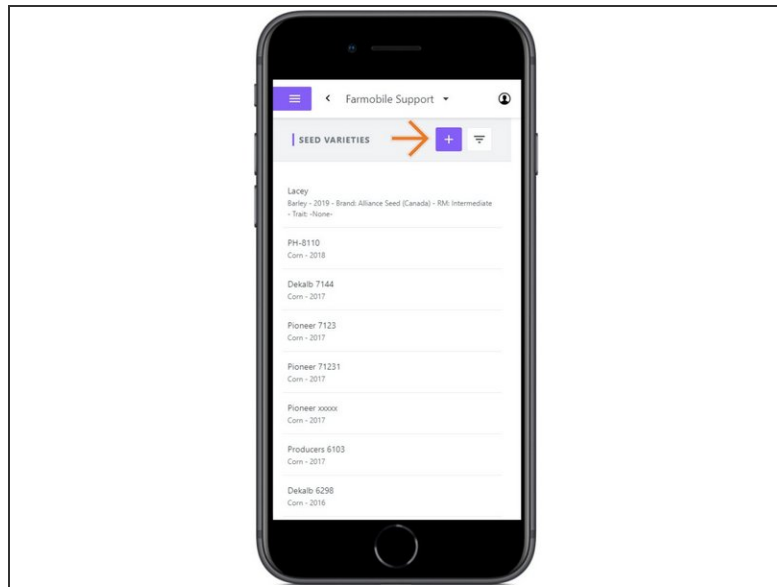 Farmobile Support
SEED VARIETIES
Lacey
Barley - 2019 - Brand: Alliance Seed (Canada) - RM: Intermediate
- Trait: -None-
PH-8110
Corn - 2018
Dekalb 7144
Corn - 2017
Pioneer 7123
Corn - 2017
Pioneer 71231
Corn - 2017
Pioneer xxxxx
Corn - 2017
Producers 6103
Corn - 2017
Dekalb 6298
Corn - 2016